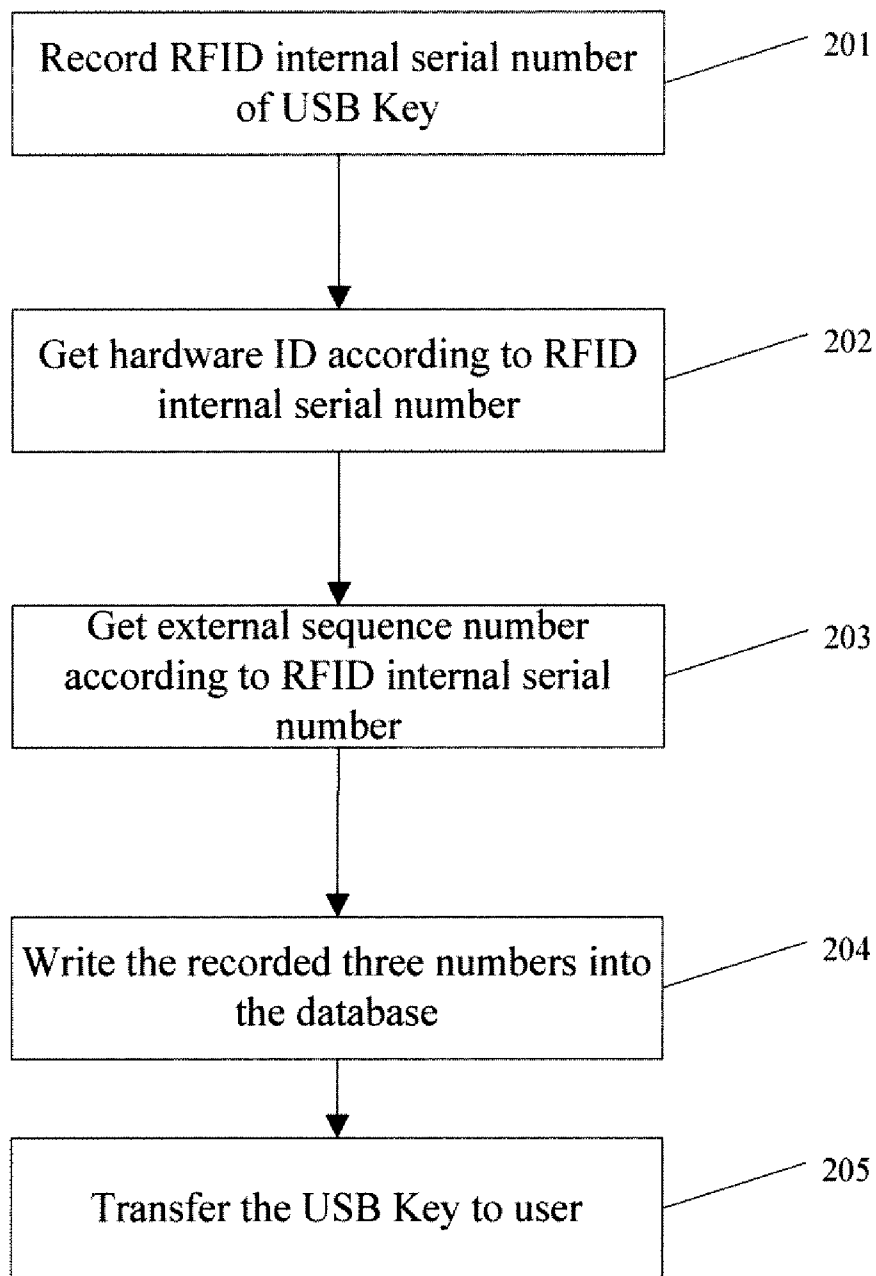 Record RFID internal serial number
of USB Key
201
Get hardware ID according to RFID
internal serial number
202
Get external sequence number
according to RFID internal serial
number
203
Write the recorded three numbers into
the database
204
Transfer the USB Key to user
205